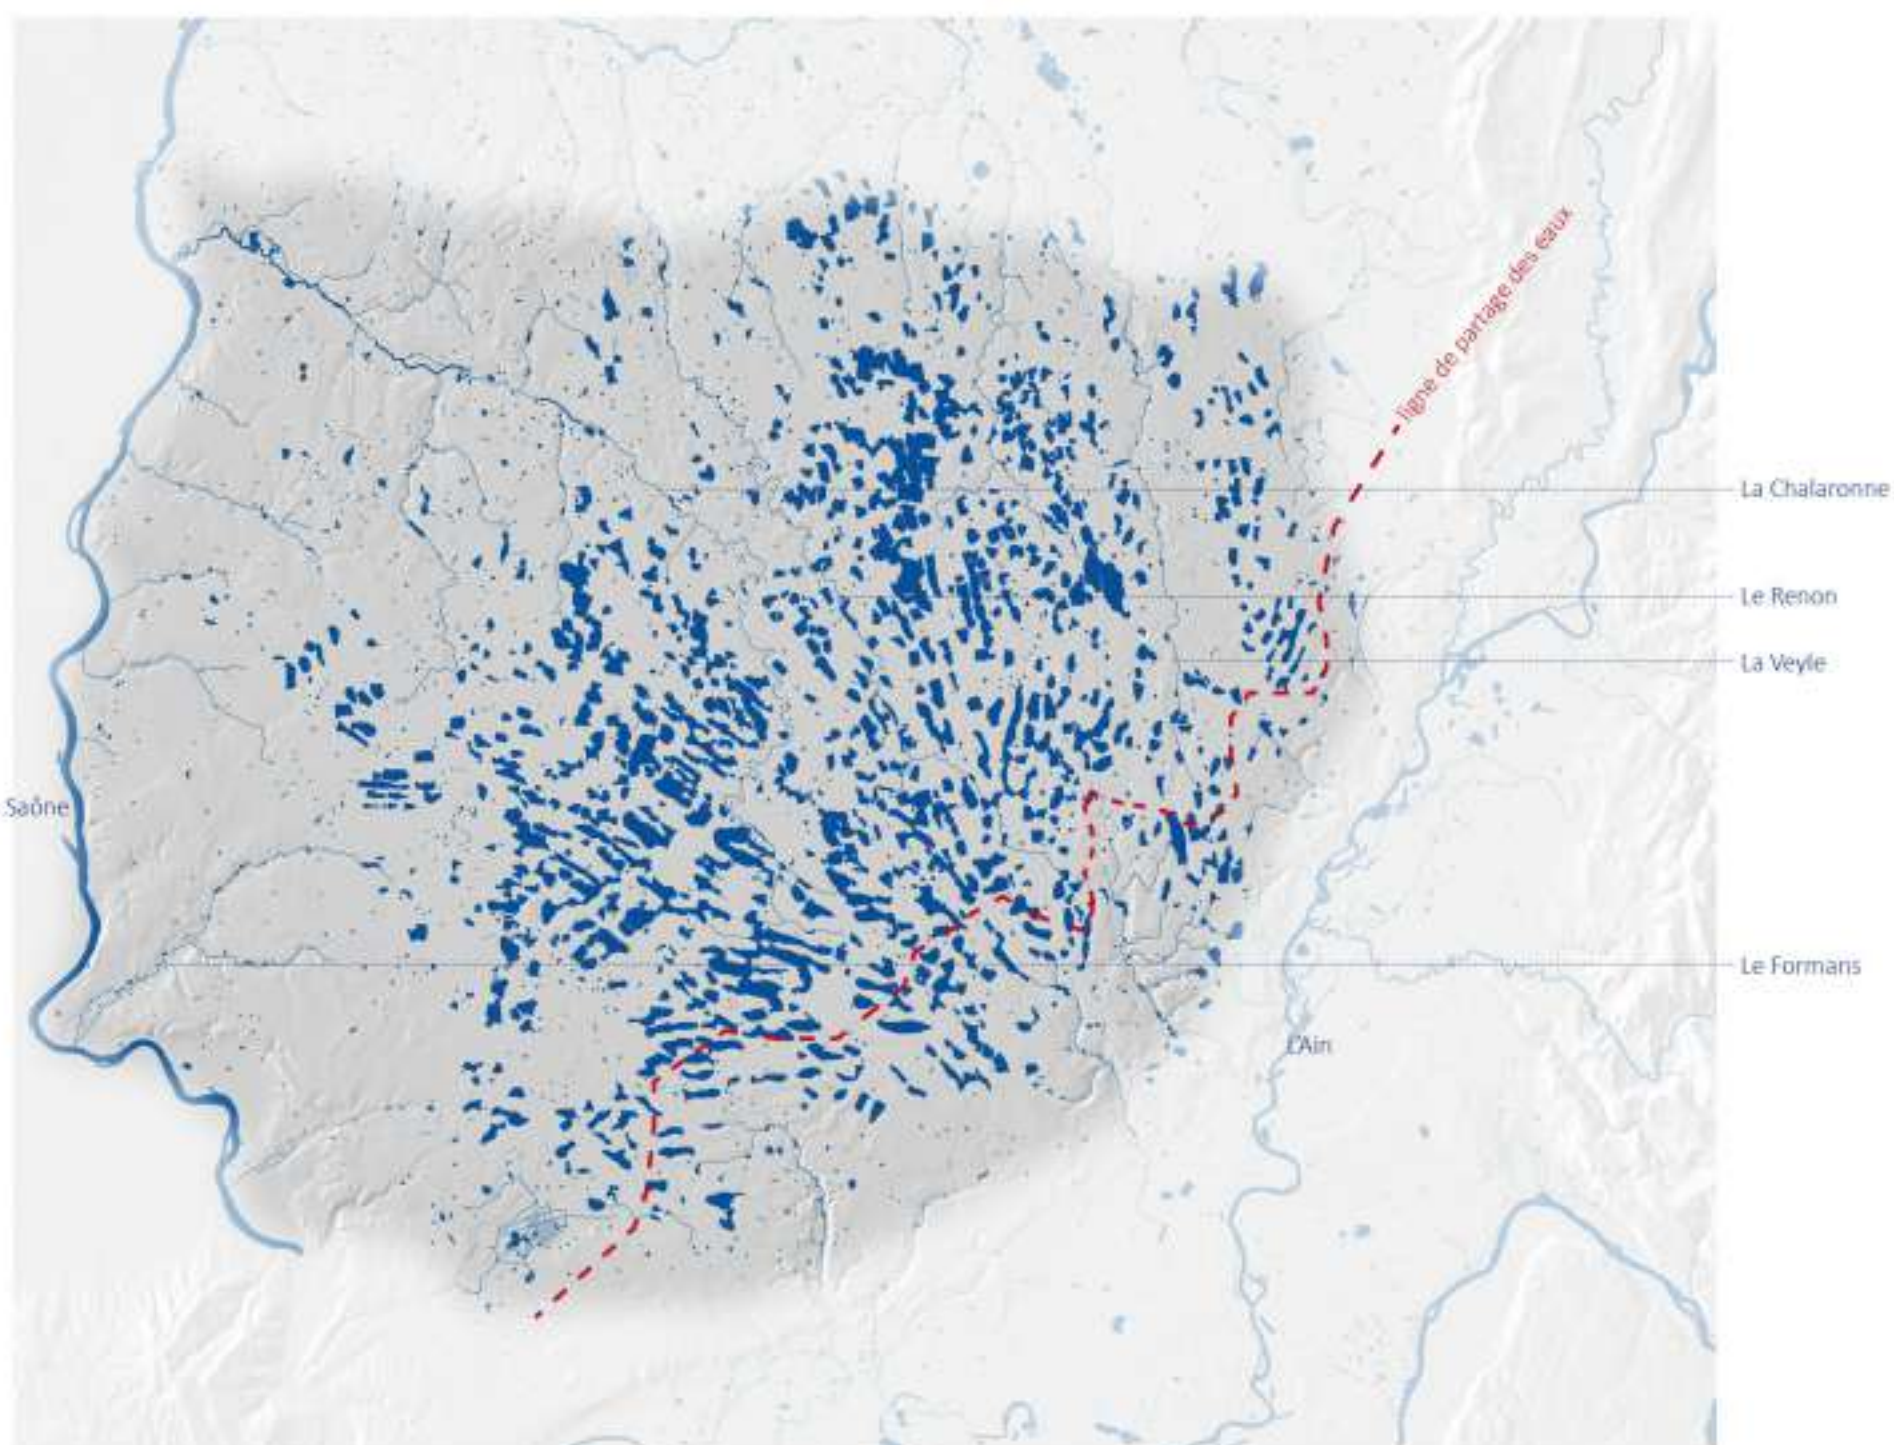 ligne de partage des eaux
La Chalaronne
Le Renon
La Veyle
Saône
Le Formans
L'Ain